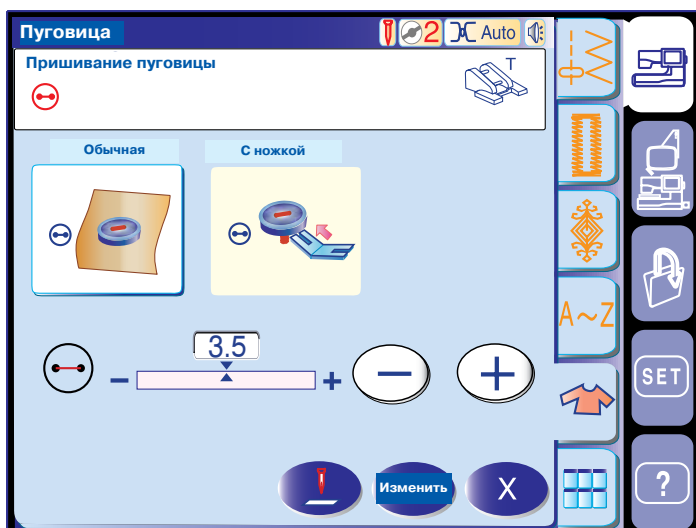 Пуговица
2 Auto
Пришивание пуговицы
T
Обычная
С ножкой
3.5
− +
− +
Изменить
X
A~Z
SET
?